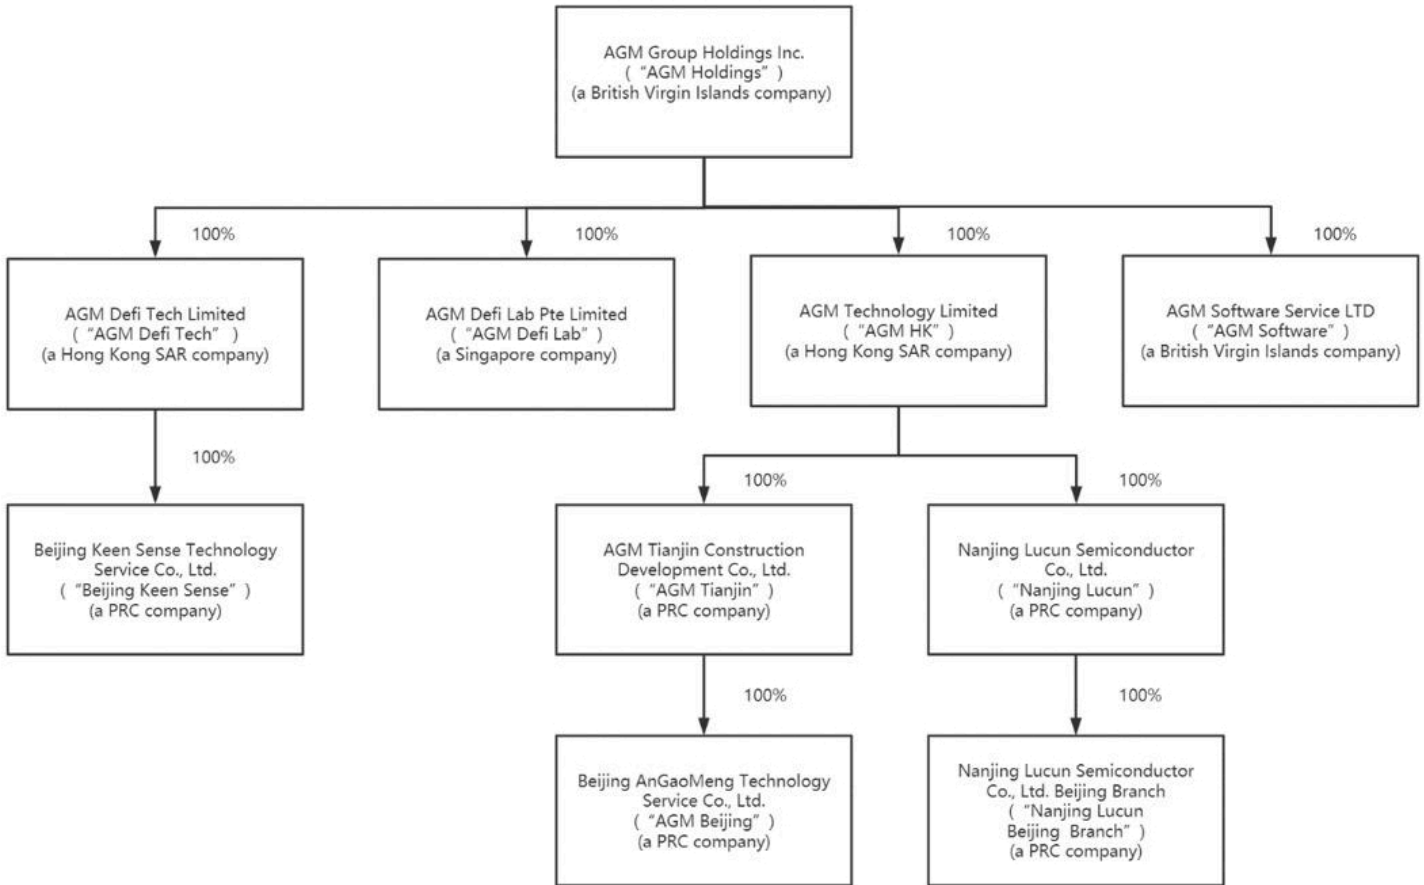 AGM Group Holdings Inc.
( “AGM Holdings” )
(a British Virgin Islands company)
100%
100%
100%
100%
AGM Defi Tech Limited
( “AGM Defi Tech” )
(a Hong Kong SAR company)
AGM Defi Lab Pte Limited
( “AGM Defi Lab” )
(a Singapore company)
AGM Technology Limited
( “AGM HK” )
(a Hong Kong SAR company)
AGM Software Service LTD
( “AGM Software” )
(a British Virgin Islands company)
100%
100%
100%
Beijing Keen Sense Technology
Service Co., Ltd.
( “Beijing Keen Sense” )
(a PRC company)
AGM Tianjin Construction
Development Co., Ltd.
( “AGM Tianjin” )
(a PRC company)
Nanjing Lucun Semiconductor
Co., Ltd.
( “Nanjing Lucun” )
(a PRC company)
100%
100%
Beijing AnGaoMeng Technology
Service Co., Ltd.
( “AGM Beijing” )
(a PRC company)
Nanjing Lucun Semiconductor
Co., Ltd. Beijing Branch
( “Nanjing Lucun
Beijing Branch” )
(a PRC company)